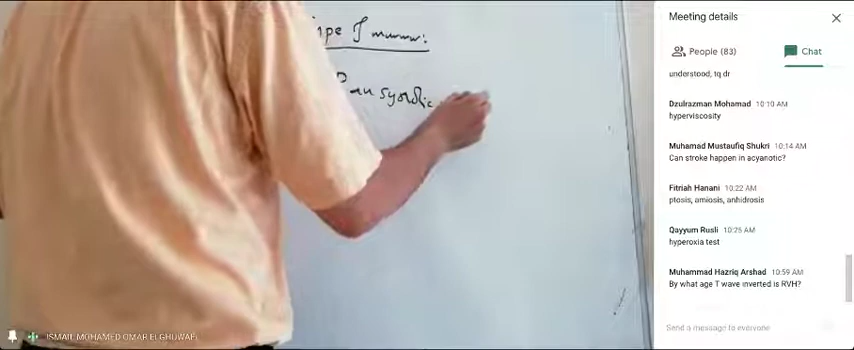 Meeting details
People (83)
Chat
understood, tq dr
Dzulrazman Mohamad 10:10 AM
hyperviscosity
Muhamad Mustaufiq Shukri 10:14 AM
Can stroke happen in acyanotic?
Fitriah Hanani 10:22 AM
ptosis, amiosis, anhidrosis
Qayyum Rusli 10:25 AM
hyperoxia test
Muhammad Hazriq Arshad 10:59 AM
By what age T wave inverted is RVH?
Send a message to everyone
ISMAIL MOHAMED OMAR ELGHUWAEL